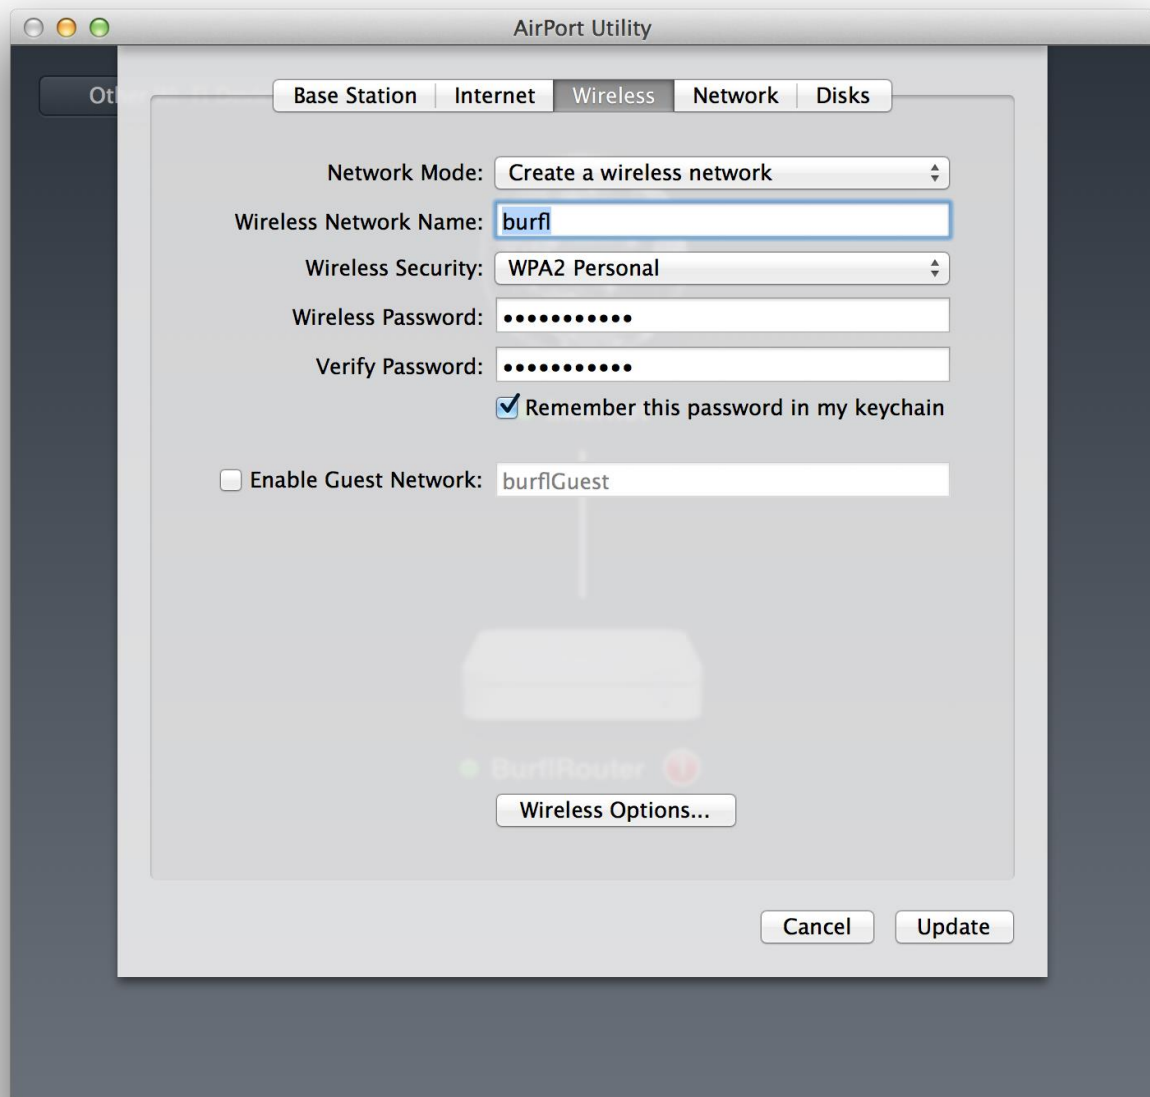 AirPort Utility
Base Station Internet Wireless Network Disks
Network Mode: Create a wireless network
Wireless Network Name: burfl
Wireless Security: WPA2 Personal
Wireless Password: •••••••••••
Verify Password: •••••••••••
Remember this password in my keychain
Enable Guest Network: burflGuest
BurflRouter
Wireless Options...
Cancel Update